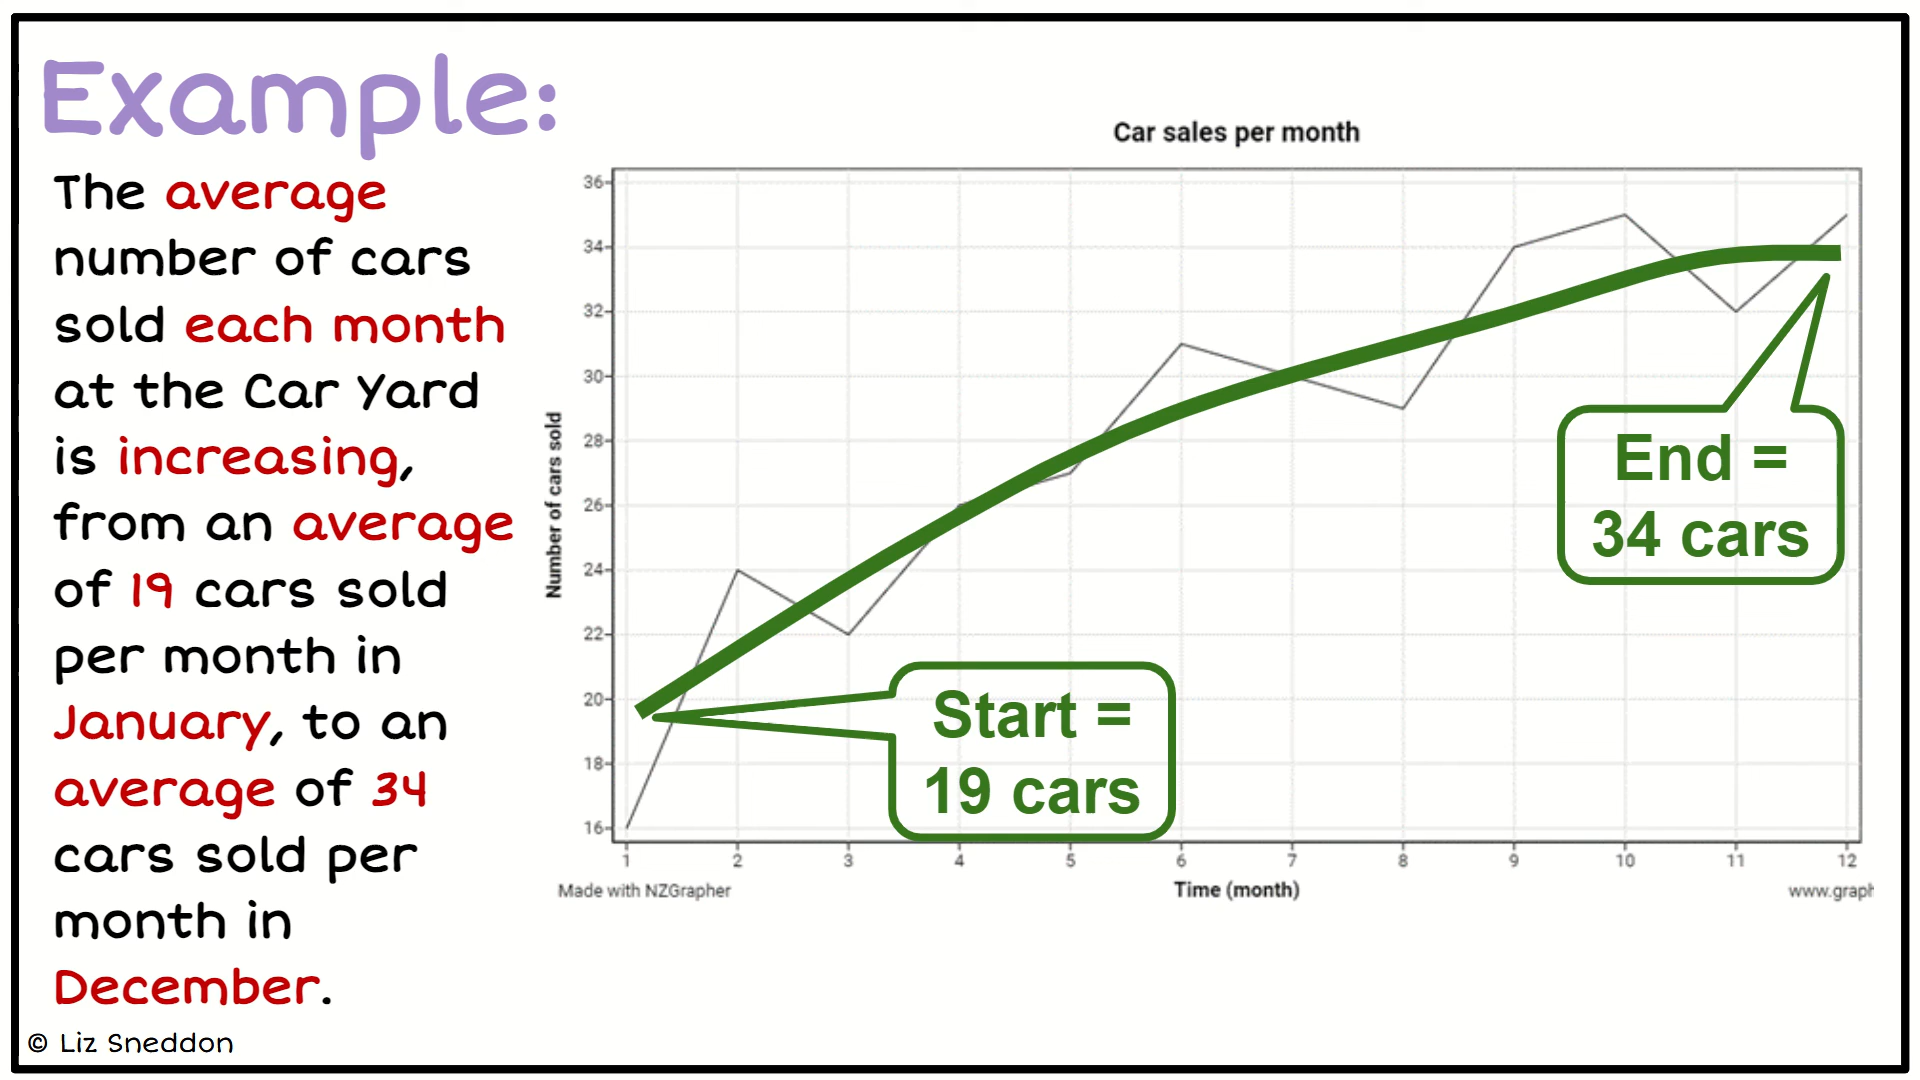 Example:
The average
number of cars
sold each month
at the Car Yard
is increasing,
from an average
of 19 cars sold
per month in
January, to an
average of 34
cars sold per
month in
December.
© Liz Sneddon
Car sales per month
Number of cars sold
36
34
32
30
28
26
24
22
20
18
16
1 2 3 4 5 6 7 8 9 10 11 12
Time (month)
Made with NZGrapher
www.graph
Start =
19 cars
End =
34 cars